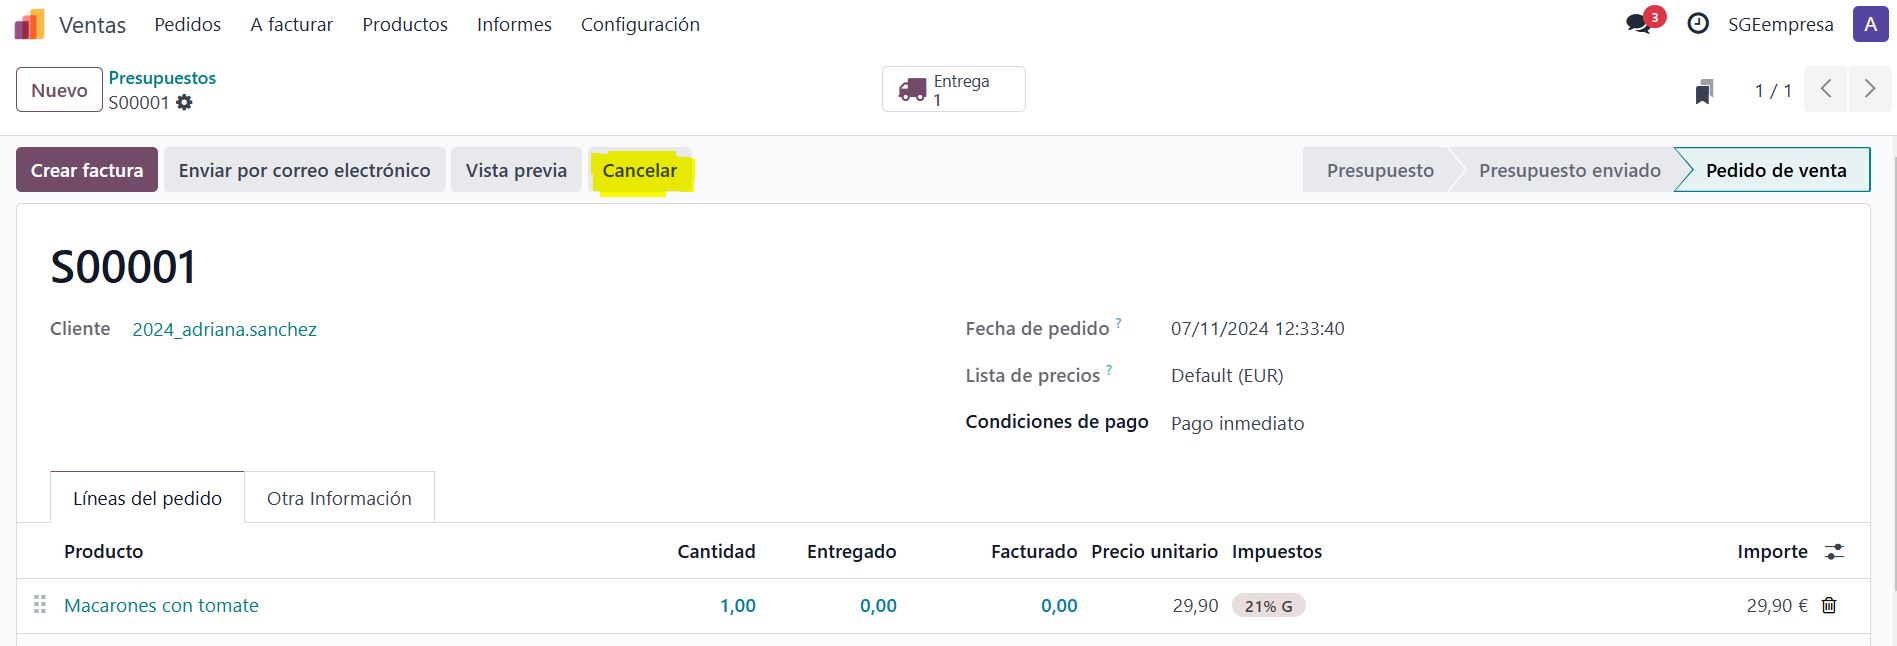 Ventas Pedidos A facturar Productos Informes Configuración 3 SGEempresa A
Nuevo Presupuestos
S00001
Entrega
1
1 / 1
Crear factura Enviar por correo electrónico Vista previa Cancelar Presupuesto Presupuesto enviado Pedido de venta
S00001
Cliente 2024_adriana.sanchez
Fecha de pedido ? 07/11/2024 12:33:40
Lista de precios ? Default (EUR)
Condiciones de pago Pago inmediato
Líneas del pedido Otra Información
Producto Cantidad Entregado Facturado Precio unitario Impuestos Importe
Macarones con tomate 1,00 0,00 0,00 29,90 21% G 29,90 €